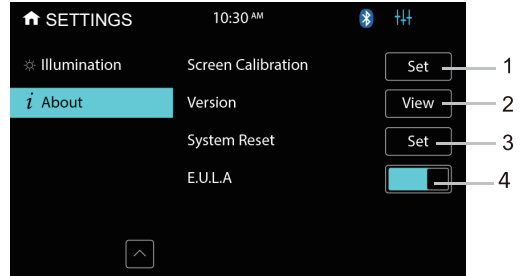 SETTINGS 10:30 AM
Illumination Screen Calibration Set 1
i About Version View 2
System Reset Set 3
E.U.L.A 4